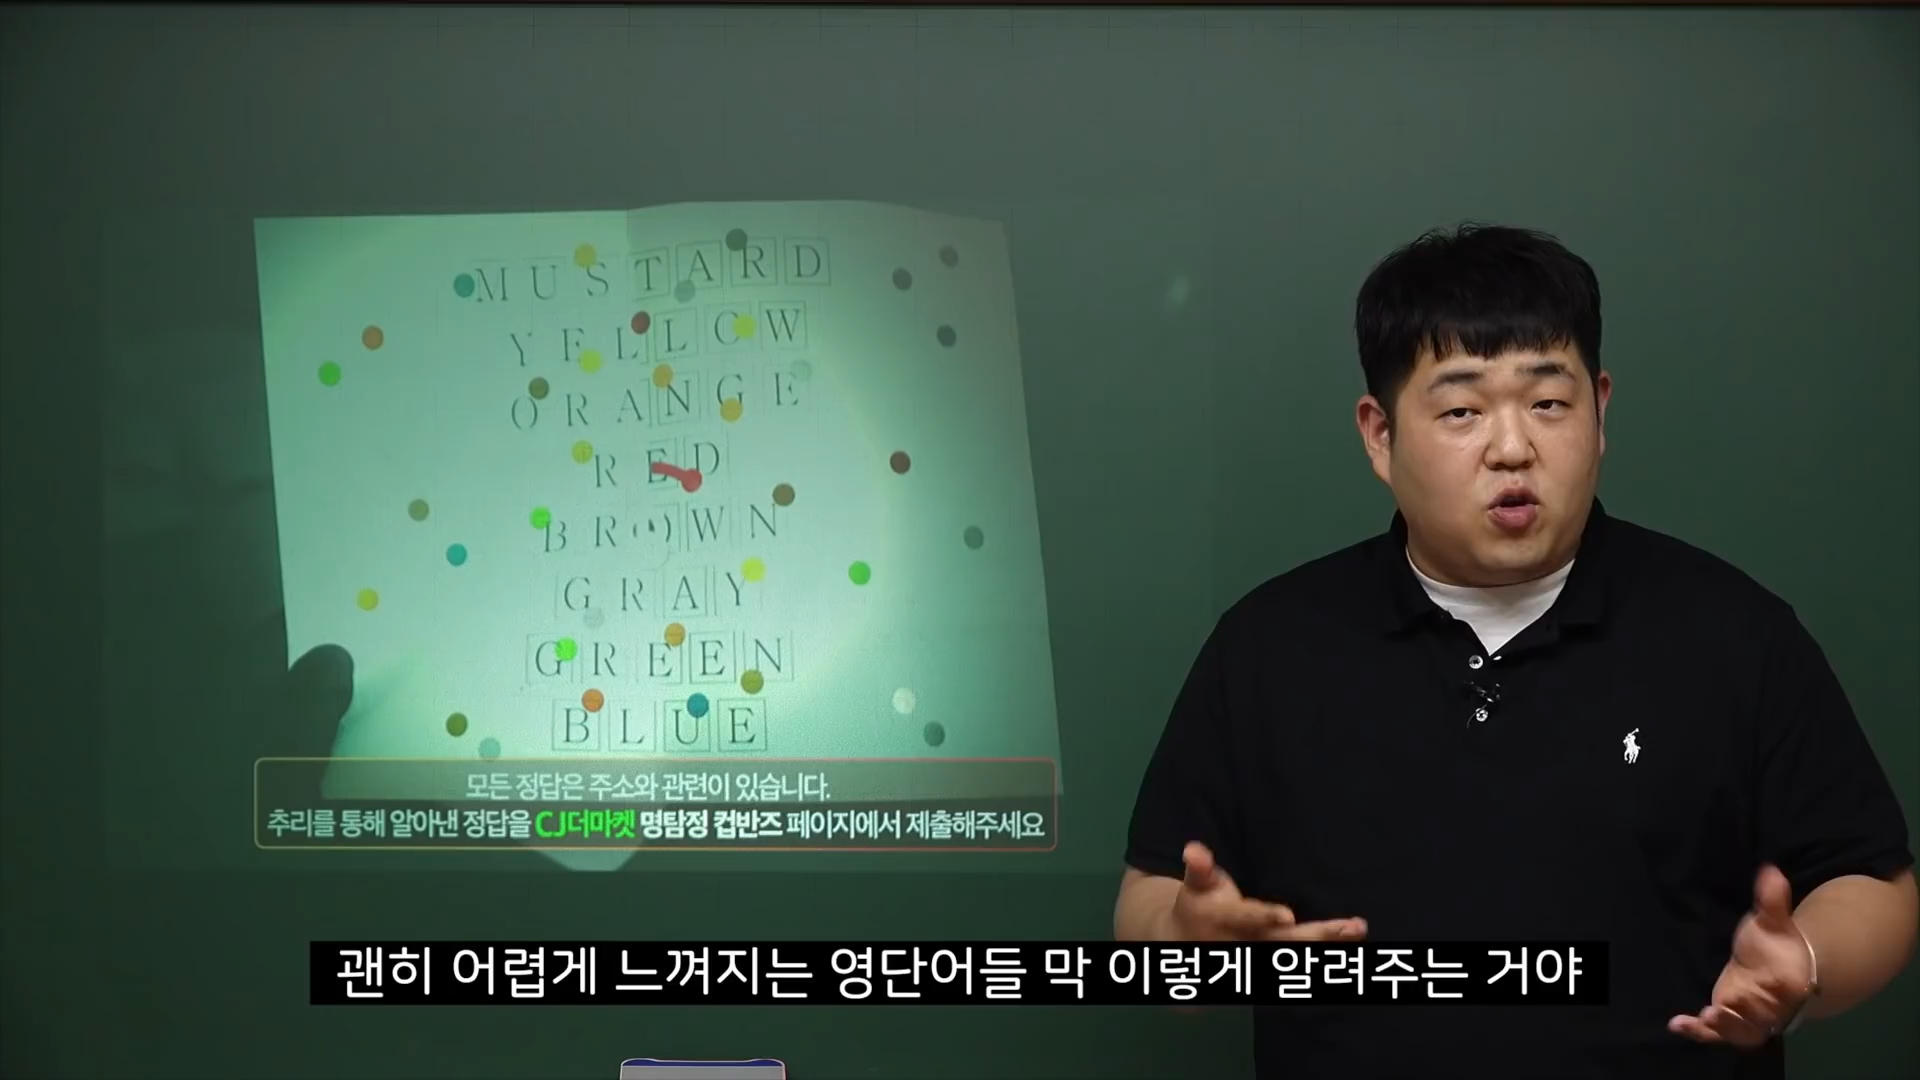 MUSTARD
YELLOW
ORANGE
RED
BROWN
GRAY
GREEN
BLUE
모든 정답은 주소와 관련이 있습니다.
추리를 통해 알아낸 정답을 CJ더마켓 명탐정 컵반즈 페이지에서 제출해주세요
괜히 어렵게 느껴지는 영단어들 막 이렇게 알려주는 거야